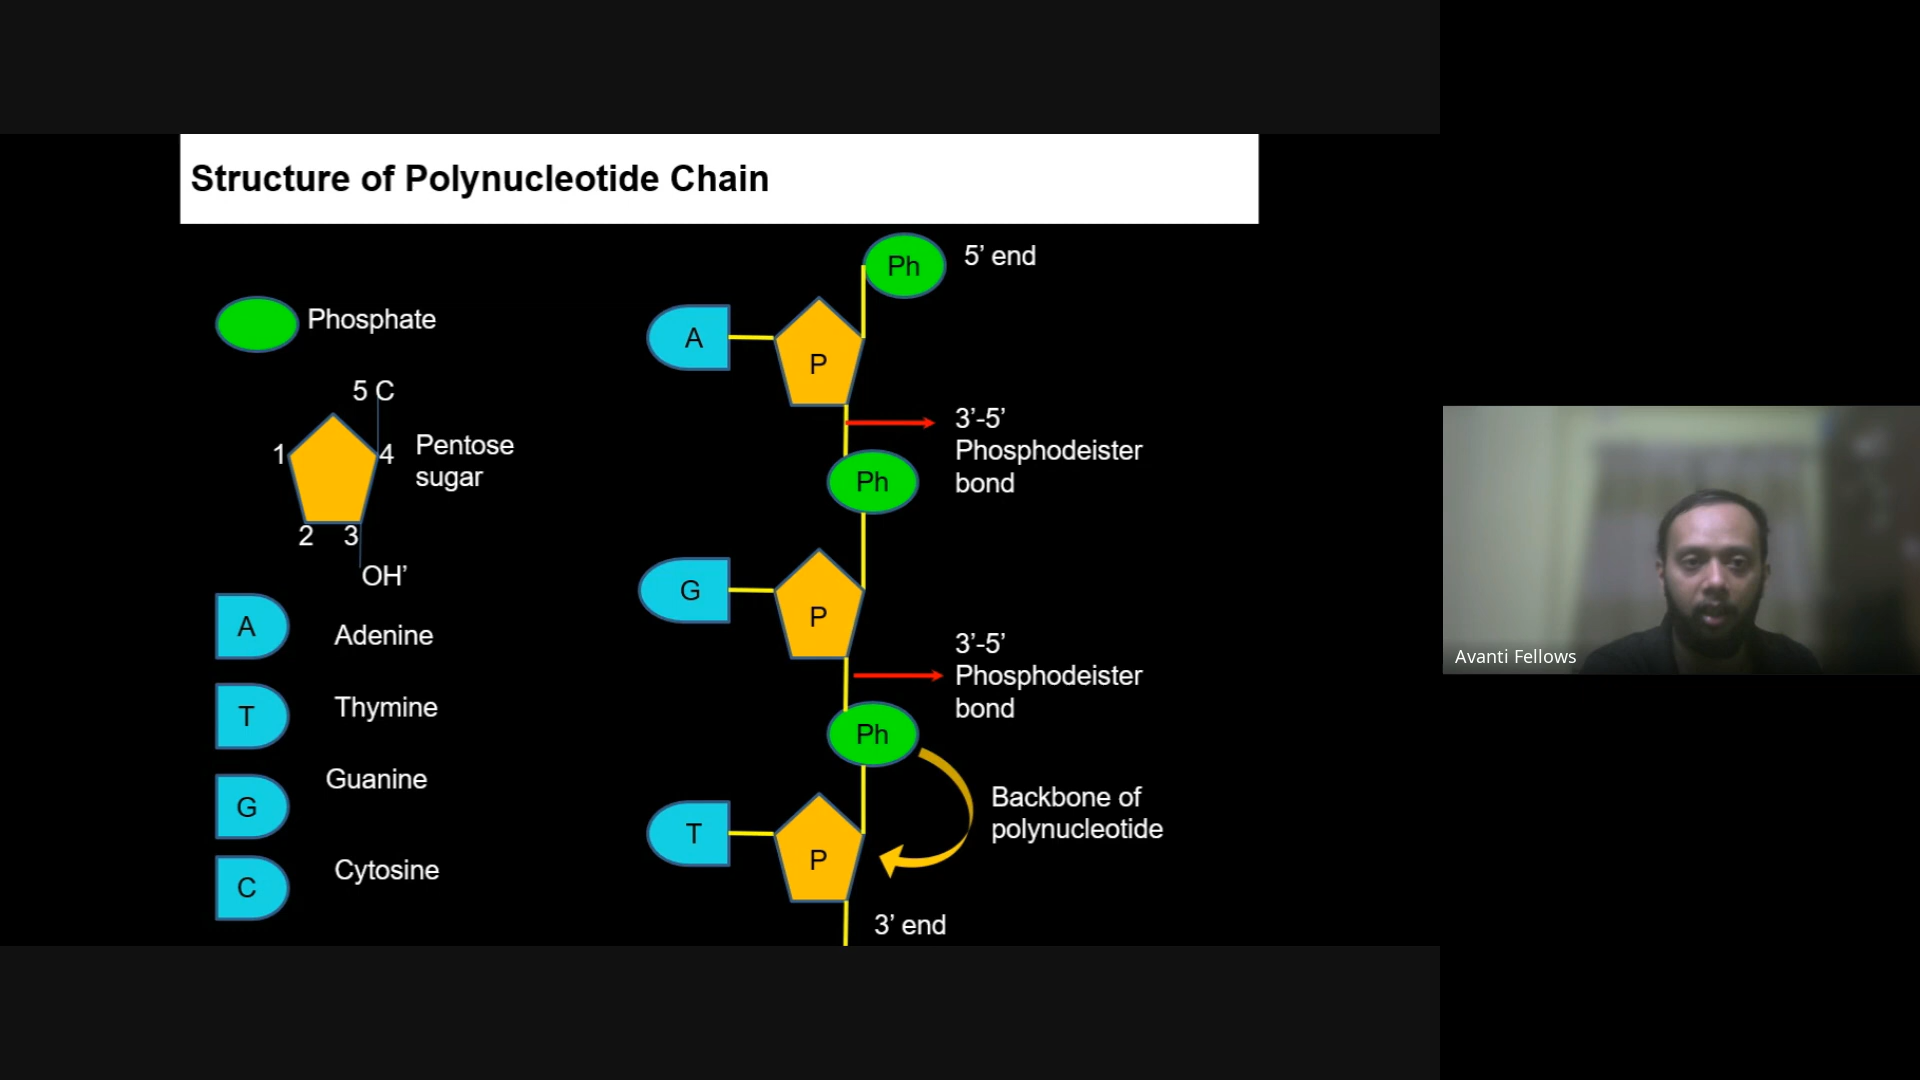 Structure of Polynucleotide Chain
Phosphate
5 C
1
4
Pentose
sugar
2
3
OH’
A
Adenine
T
Thymine
G
Guanine
C
Cytosine
Ph
5’ end
A
P
3’-5’
Phosphodeister
bond
Ph
G
P
3’-5’
Phosphodeister
bond
Ph
Backbone of
polynucleotide
T
P
3’ end
Avanti Fellows